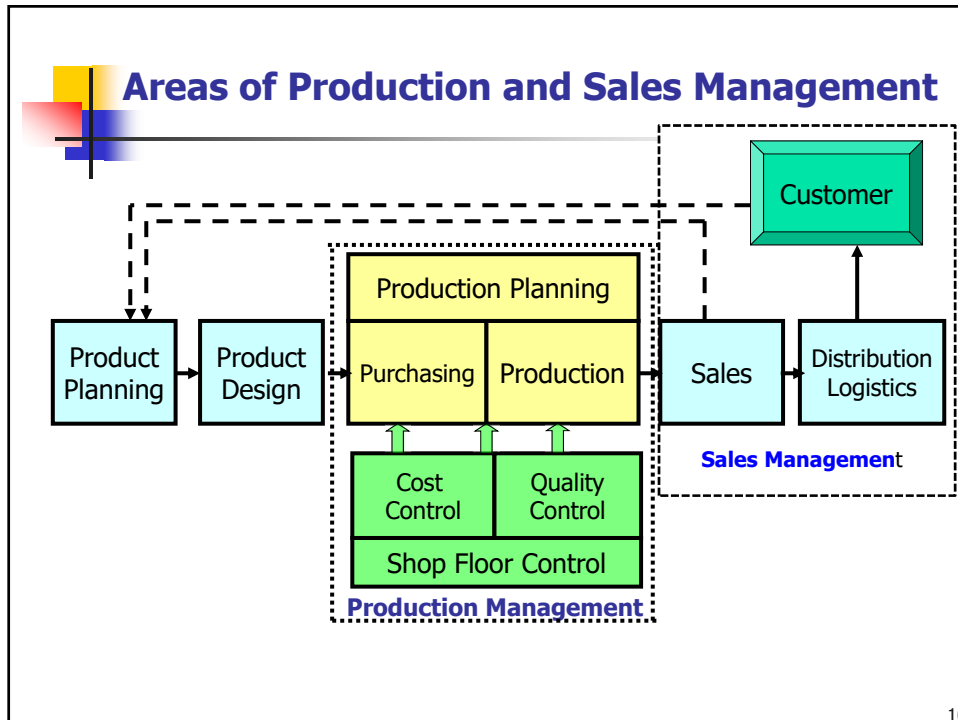 Areas of Production and Sales Management
Customer
Production Planning
Product
Planning
Product
Design
Purchasing
Production
Sales
Distribution
Logistics
Sales Management
Cost
Control
Quality
Control
Shop Floor Control
Production Management